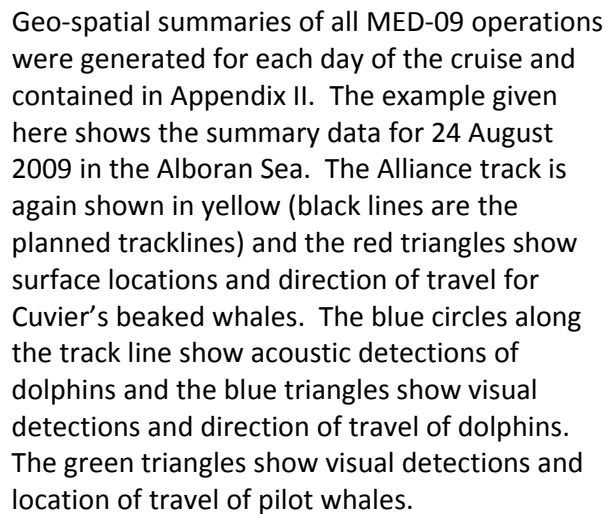 Geo-spatial summaries of all MED-09 operations
were generated for each day of the cruise and
contained in Appendix II.  The example given
here shows the summary data for 24 August
2009 in the Alboran Sea.  The Alliance track is
again shown in yellow (black lines are the
planned tracklines) and the red triangles show
surface locations and direction of travel for
Cuvier’s beaked whales.  The blue circles along
the track line show acoustic detections of
dolphins and the blue triangles show visual
detections and direction of travel of dolphins.
The green triangles show visual detections and
location of travel of pilot whales.